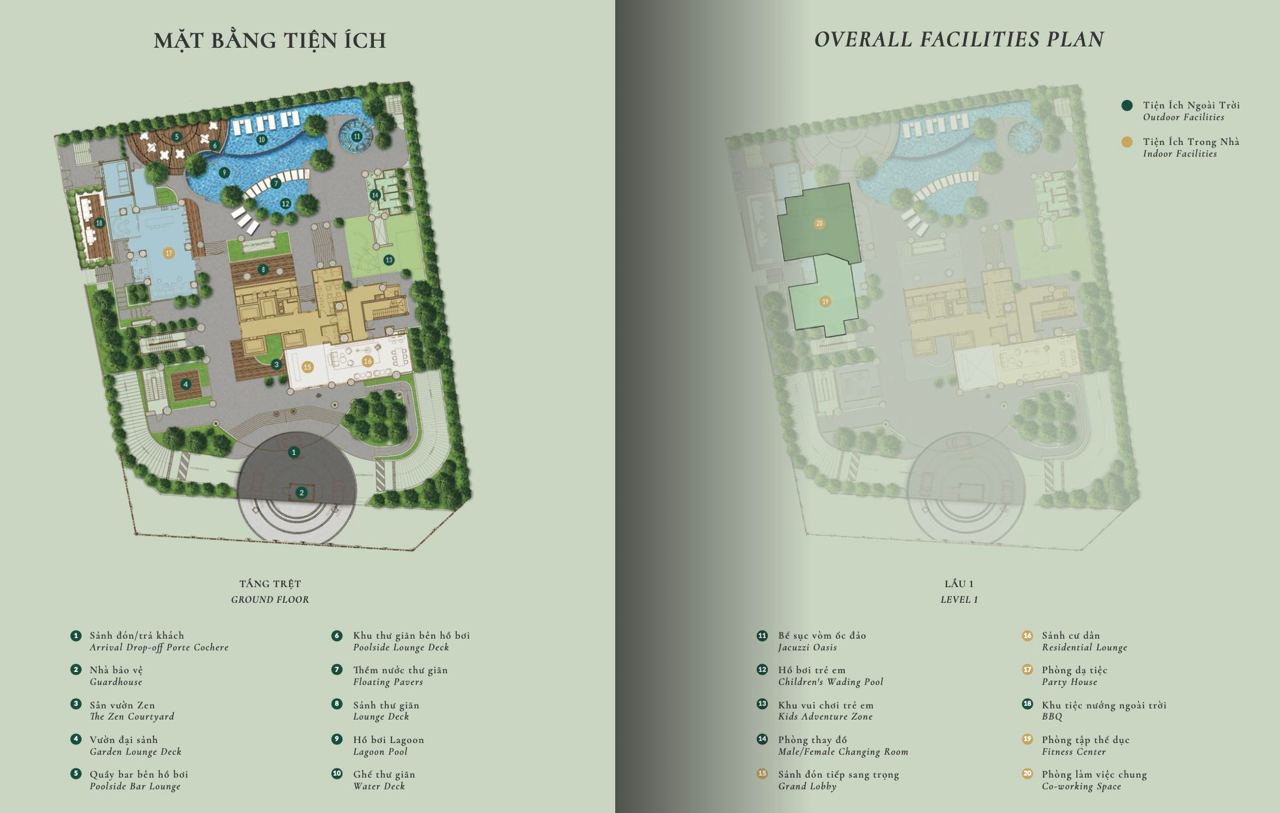 MẶT BẰNG TIỆN ÍCH
5
6
10
11
9
7
12
14
18
17
13
8
3
15
16
4
1
2
TẦNG TRỆT
GROUND FLOOR
1 Sảnh đón/trả khách
Arrival Drop-off Porte Cochere
2 Nhà bảo vệ
Guardhouse
3 Sân vườn Zen
The Zen Courtyard
4 Vườn đại sảnh
Garden Lounge Deck
5 Quầy bar bên hồ bơi
Poolside Bar Lounge
6 Khu thư giãn bên hồ bơi
Poolside Lounge Deck
7 Thềm nước thư giãn
Floating Pavers
8 Sảnh thư giãn
Lounge Deck
9 Hồ bơi Lagoon
Lagoon Pool
10 Ghế thư giãn
Water Deck
OVERALL FACILITIES PLAN
Tiện Ích Ngoài Trời
Outdoor Facilities
Tiện Ích Trong Nhà
Indoor Facilities
20
19
LẦU 1
LEVEL 1
11 Bể sục vòm ốc đảo
Jacuzzi Oasis
12 Hồ bơi trẻ em
Children's Wading Pool
13 Khu vui chơi trẻ em
Kids Adventure Zone
14 Phòng thay đồ
Male/Female Changing Room
15 Sảnh đón tiếp sang trọng
Grand Lobby
16 Sảnh cư dân
Residential Lounge
17 Phòng dạ tiệc
Party House
18 Khu tiệc nướng ngoài trời
BBQ
19 Phòng tập thể dục
Fitness Center
20 Phòng làm việc chung
Co-working Space